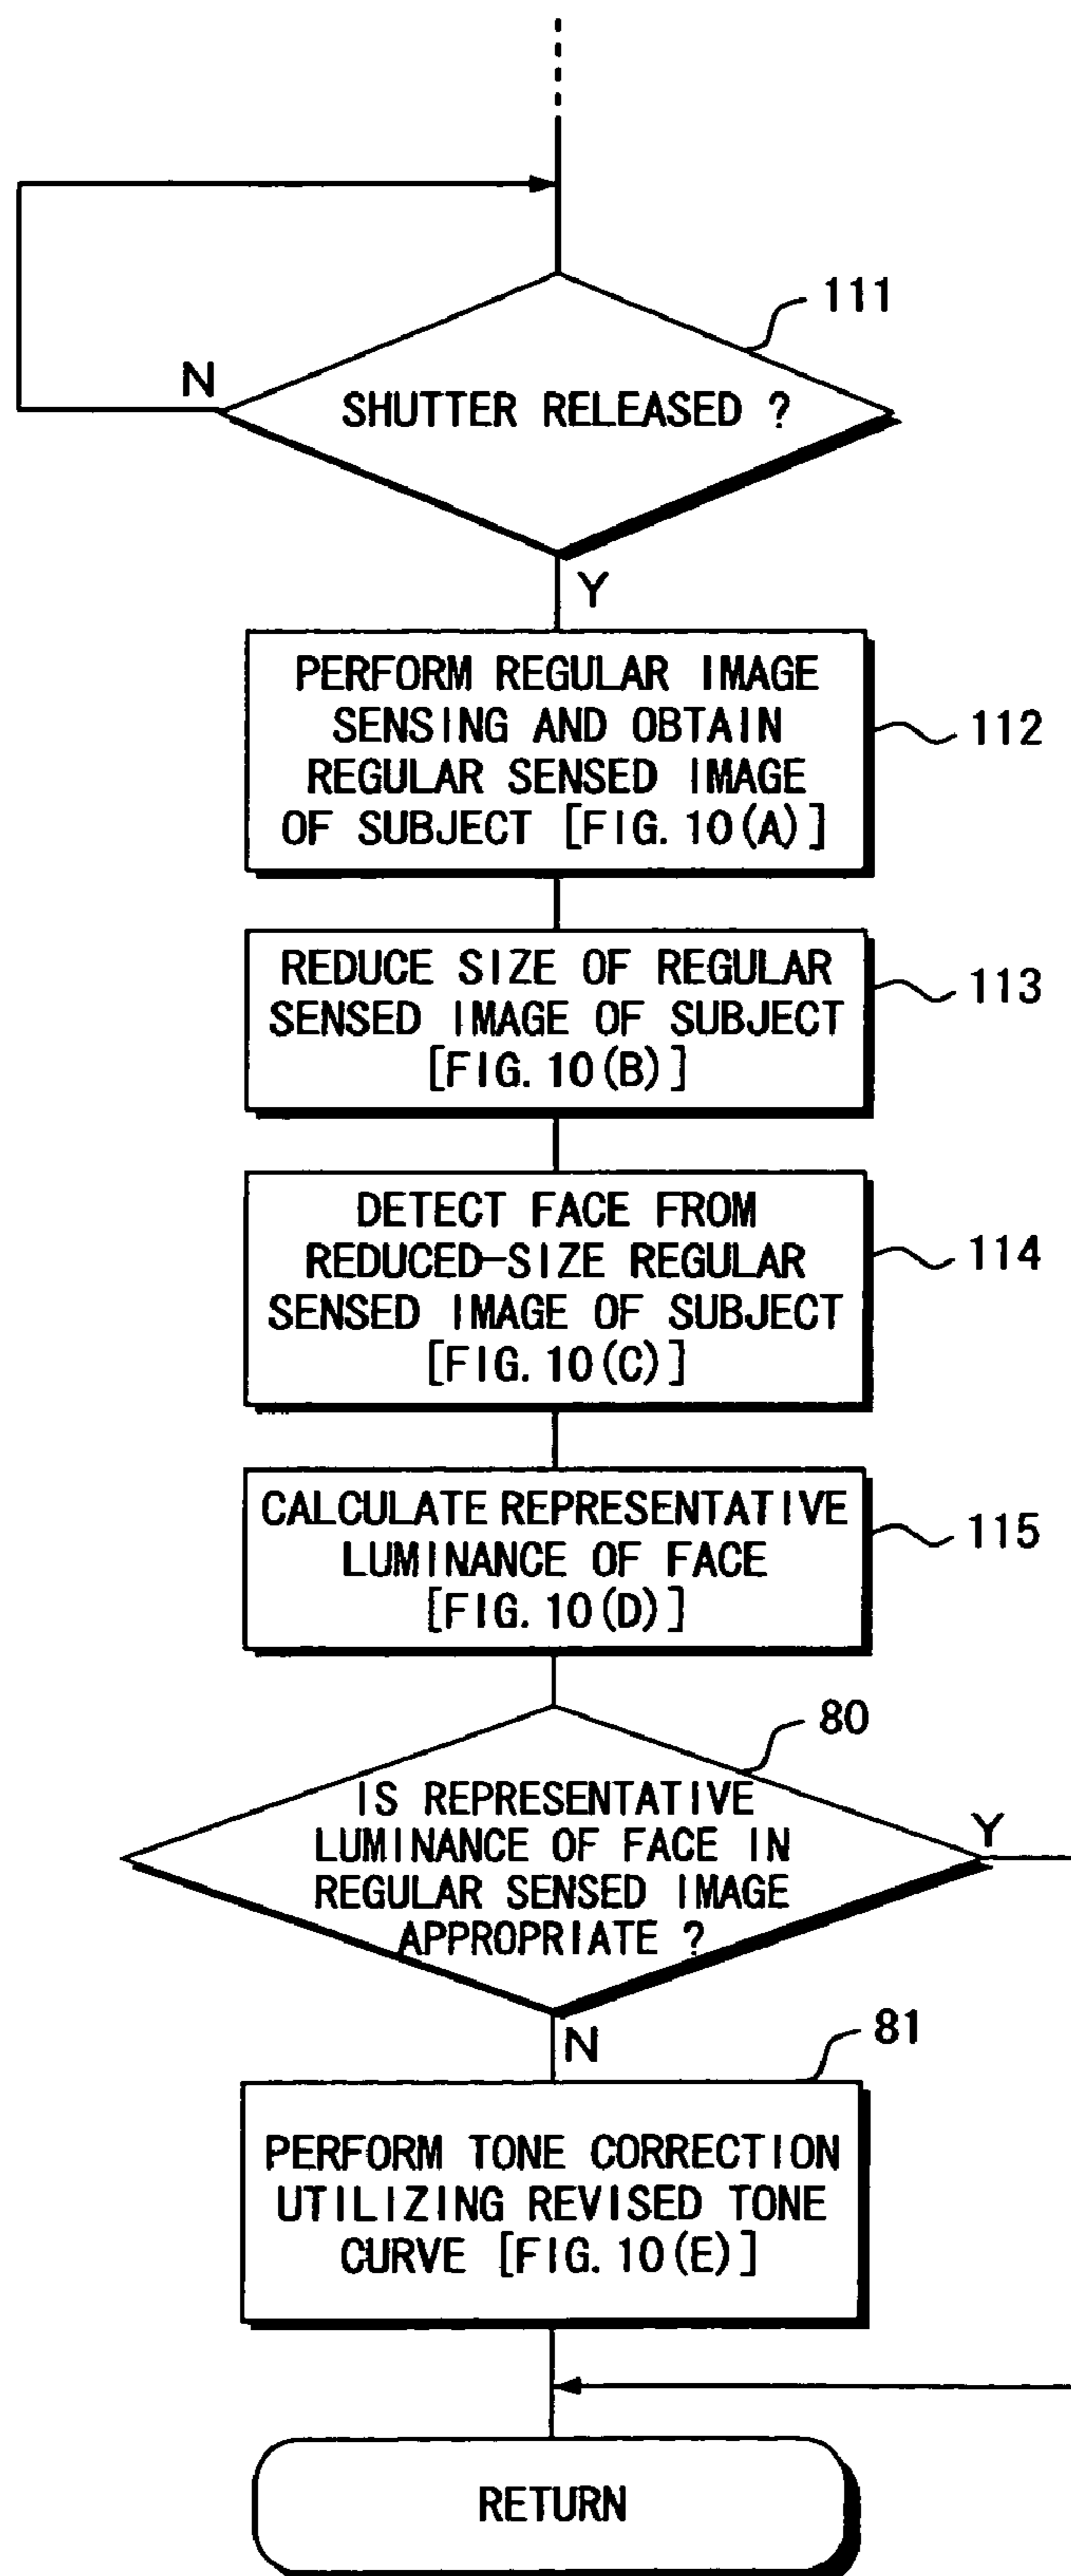 111
N
SHUTTER RELEASED ?
Y
PERFORM REGULAR IMAGE
SENSING AND OBTAIN
REGULAR SENSED IMAGE
OF SUBJECT [FIG. 10(A)]
112
REDUCE SIZE OF REGULAR
SENSED IMAGE OF SUBJECT
[FIG. 10(B)]
113
DETECT FACE FROM
REDUCED-SIZE REGULAR
SENSED IMAGE OF SUBJECT
[FIG. 10(C)]
114
CALCULATE REPRESENTATIVE
LUMINANCE OF FACE
[FIG. 10(D)]
115
80
IS REPRESENTATIVE
LUMINANCE OF FACE IN
REGULAR SENSED IMAGE
APPROPRIATE ?
Y
N
81
PERFORM TONE CORRECTION
UTILIZING REVISED TONE
CURVE [FIG. 10(E)]
RETURN